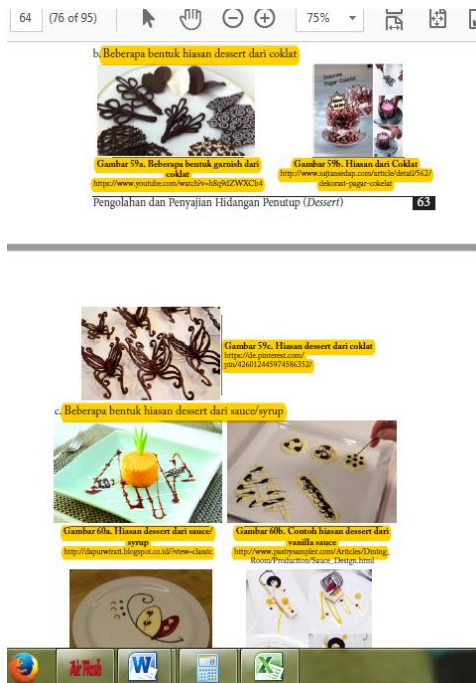 64
(76 of 95)
75%
b. Beberapa bentuk hiasan dessert dari coklat
Gambar 59a. Beberapa bentuk garnish dari
coklat
https://www.youtube.com/watch?v=h8q9dZWXCb4
Gambar 59b. Hiasan dari Coklat
http://www.sajiansedap.com/article/detail/562/
dekorasi-pagar-cokelat
Pengolahan dan Penyajian Hidangan Penutup (Dessert)
63
Gambar 59c. Hiasan dessert dari coklat
https://de.pinterest.com/
pin/426012445974586352/
c. Beberapa bentuk hiasan dessert dari sauce/syrup
Gambar 60a. Hiasan dessert dari sauce/
syrup
http://dapurwiratt.blogspot.co.id/?view=classic
Gambar 60b. Contoh hiasan dessert dari
vanilla sauce
http://www.pastrysampler.com/Articles/Dining_
Room/Production/Sauce_Design.html
Air Flash